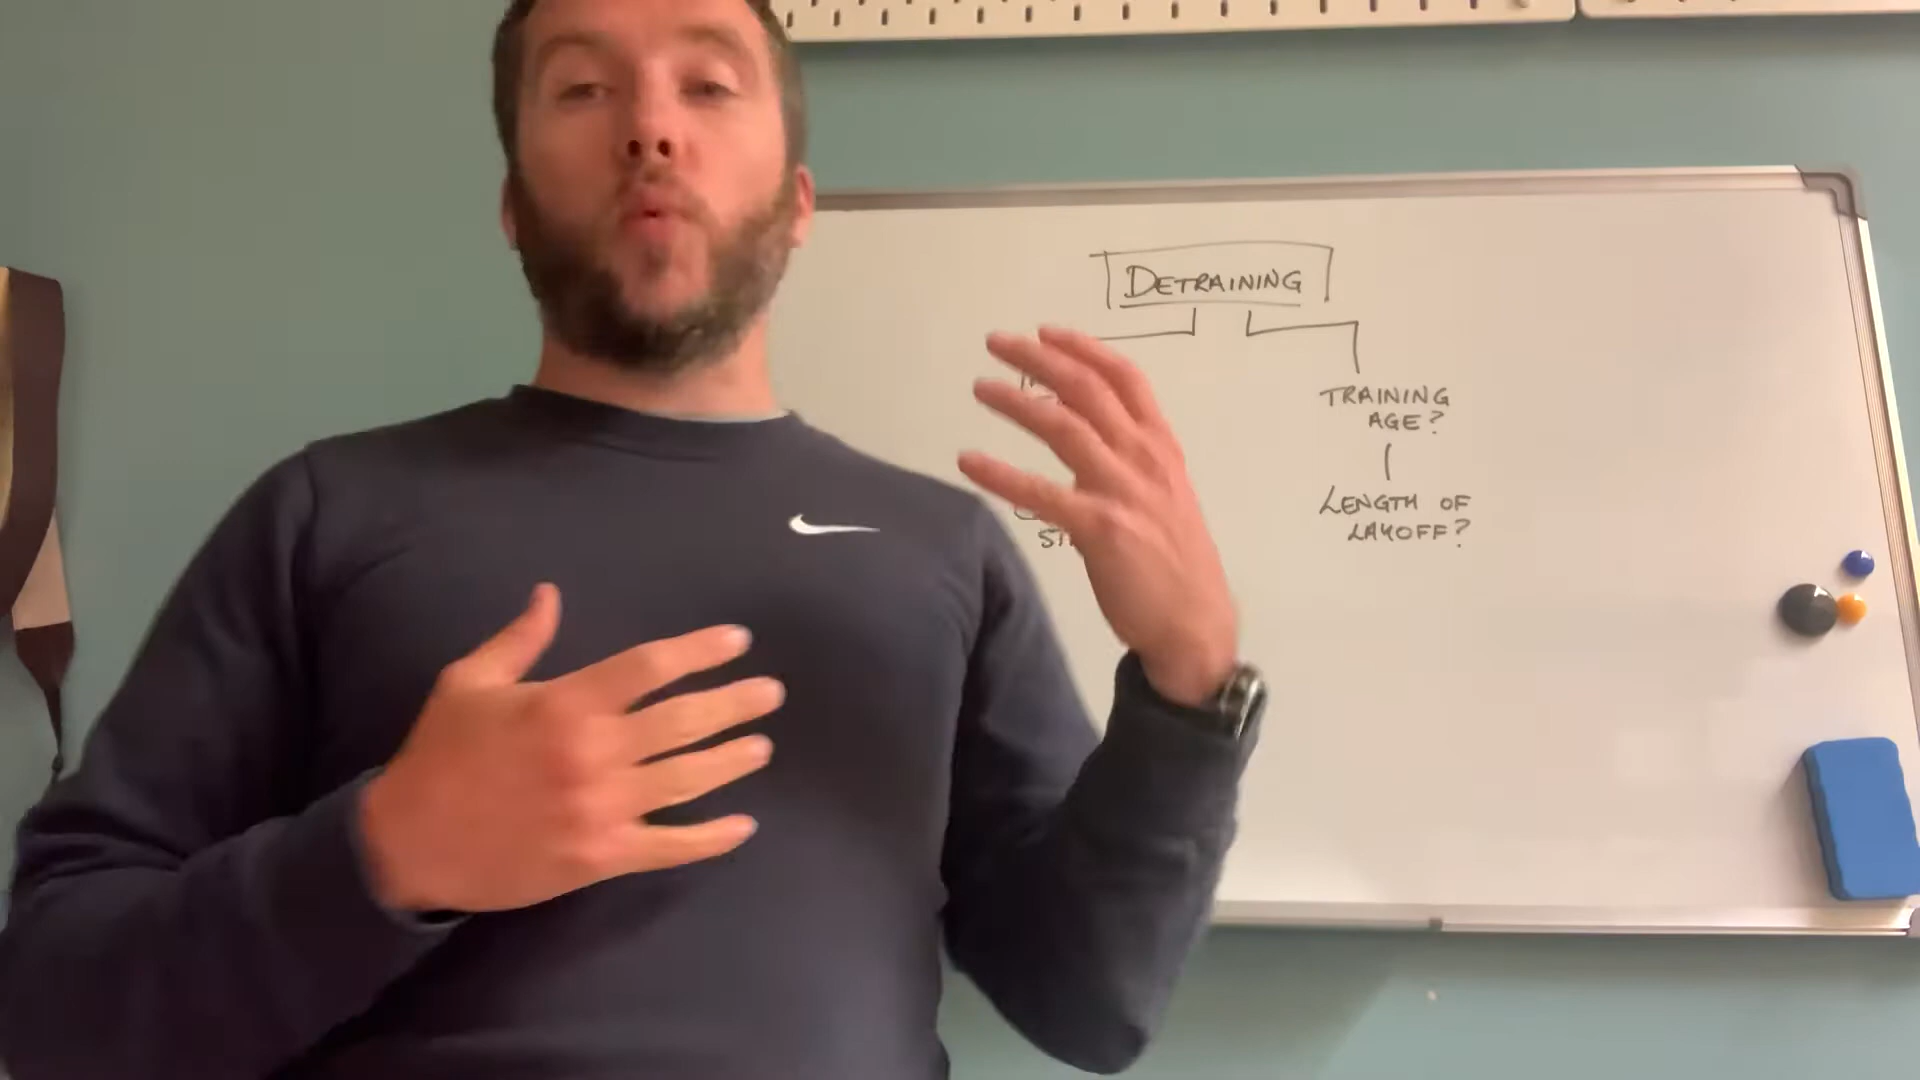 DETRAINING
TRAINING
AGE?
LENGTH OF
LAYOFF?